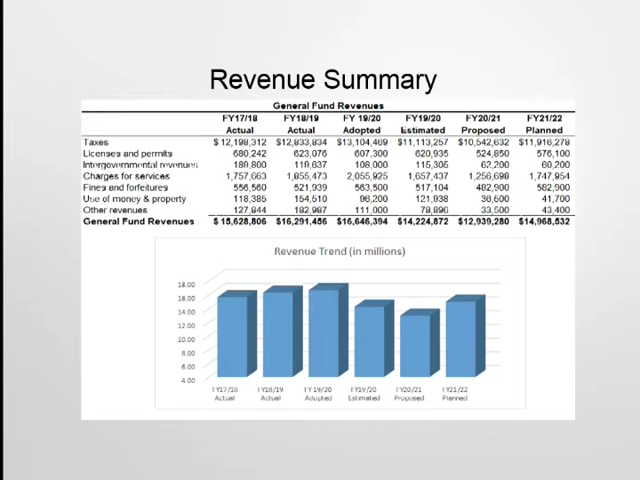 Revenue Summary
General Fund Revenues
FY17/18 FY18/19 FY 19/20 FY19/20 FY20/21 FY21/22
Actual Actual Adopted Estimated Proposed Planned
Taxes $ 12,198,312 $12,833,834 $13,104,469 $11,113,257 $10,542,632 $11,916,278
Licenses and permits 680,242 623,076 607,300 620,935 524,850 576,100
Intergovernmental revenues 189,800 119,637 108,000 115,305 62,200 60,200
Charges for services 1,757,663 1,855,473 2,055,925 1,657,437 1,256,698 1,747,954
Fines and forfeitures 556,560 521,939 563,500 517,104 482,900 582,900
Use of money & property 118,385 154,510 96,200 121,938 36,500 41,700
Other revenues 127,844 182,987 111,000 78,896 33,500 43,400
General Fund Revenues $ 15,628,806 $16,291,456 $16,646,394 $14,224,872 $12,939,280 $14,968,532
Revenue Trend (in millions)
18.00
16.00
14.00
12.00
10.00
8.00
6.00
4.00
FY17/18 FY18/19 FY 19/20 FY19/20 FY20/21 FY21/22
Actual Actual Adopted Estimated Proposed Planned